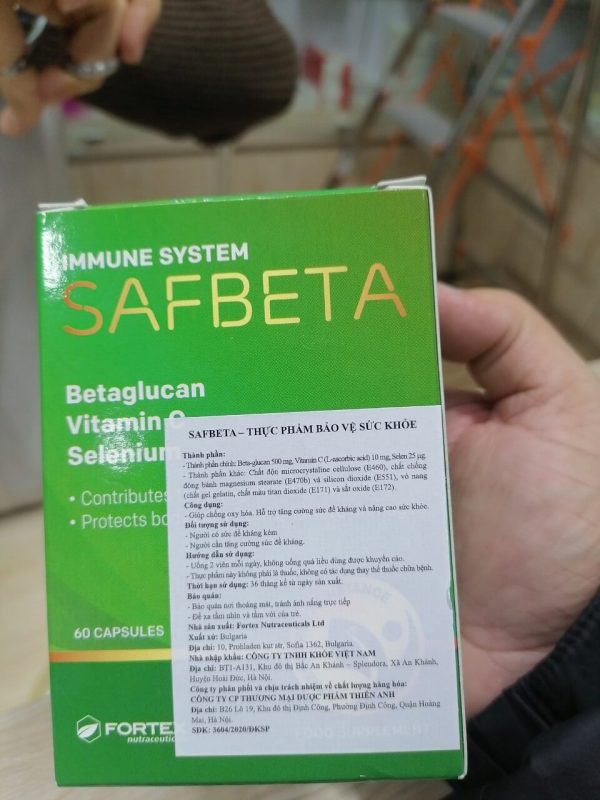 IMMUNE SYSTEM
SAFBETA
Betaglucan
Vitamin C
Selenium
• Contributes
• Protects bod
60 CAPSULES
FORTEX
nutraceutic
SAFBETA – THỰC PHẨM BẢO VỆ SỨC KHỎE
Thành phần:
- Thành phần chính: Beta-glucan 500 mg, Vitamin C (L-ascorbic acid) 10 mg, Selen 25 µg.
- Thành phần khác: Chất độn microcrystaline cellulose (E460), chất chống
đông bánh magnesium stearate (E470b) và silicon dioxide (E551), vỏ nang
(chất gel gelatin, chất màu titan dioxide (E171) và sắt oxide (E172).
Công dụng:
- Giúp chống oxy hóa. Hỗ trợ tăng cường sức đề kháng và nâng cao sức khỏe.
Đối tượng sử dụng:
- Người có sức đề kháng kém
- Người cần tăng cường sức đề kháng.
Hướng dẫn sử dụng:
- Uống 2 viên mỗi ngày, không uống quá liều dùng được khuyến cáo.
- Thực phẩm này không phải là thuốc, không có tác dụng thay thế thuốc chữa bệnh.
Thời hạn sử dụng: 36 tháng kể từ ngày sản xuất.
Bảo quản:
- Bảo quản nơi thoáng mát, tránh ánh nắng trực tiếp
- Để xa tầm nhìn và tầm với của trẻ.
Nhà sản xuất: Fortex Nutraceuticals Ltd
Xuất xứ: Bulgaria
Địa chỉ: 10, Prohladen kut str, Sofia 1362, Bulgaria.
Nhà nhập khẩu: CÔNG TY TNHH KHỎE VIỆT NAM
Địa chỉ: BT1-A131, Khu đô thị Bắc An Khánh – Splendora, Xã An Khánh,
Huyện Hoài Đức, Hà Nội.
Công ty phân phối và chịu trách nhiệm về chất lượng hàng hóa:
CÔNG TY CP THƯƠNG MẠI DƯỢC PHẨM THIÊN ANH
Địa chỉ: B26 Lô 19, Khu đô thị Định Công, Phường Định Công, Quận Hoàng
Mai, Hà Nội.
SĐK: 3604/2020/ĐKSP
FOOD SUPPLEMENT